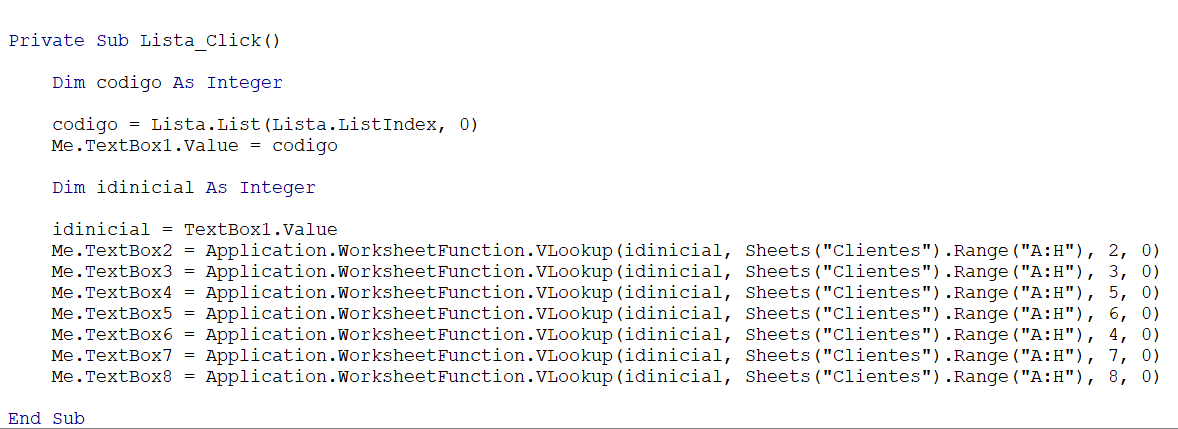 Private Sub Lista_Click()
Dim codigo As Integer
codigo = Lista.List(Lista.ListIndex, 0)
Me.TextBox1.Value = codigo
Dim idinicial As Integer
idinicial = TextBox1.Value
Me.TextBox2 = Application.WorksheetFunction.VLookup(idinicial, Sheets("Clientes").Range("A:H"), 2, 0)
Me.TextBox3 = Application.WorksheetFunction.VLookup(idinicial, Sheets("Clientes").Range("A:H"), 3, 0)
Me.TextBox4 = Application.WorksheetFunction.VLookup(idinicial, Sheets("Clientes").Range("A:H"), 5, 0)
Me.TextBox5 = Application.WorksheetFunction.VLookup(idinicial, Sheets("Clientes").Range("A:H"), 6, 0)
Me.TextBox6 = Application.WorksheetFunction.VLookup(idinicial, Sheets("Clientes").Range("A:H"), 4, 0)
Me.TextBox7 = Application.WorksheetFunction.VLookup(idinicial, Sheets("Clientes").Range("A:H"), 7, 0)
Me.TextBox8 = Application.WorksheetFunction.VLookup(idinicial, Sheets("Clientes").Range("A:H"), 8, 0)
End Sub